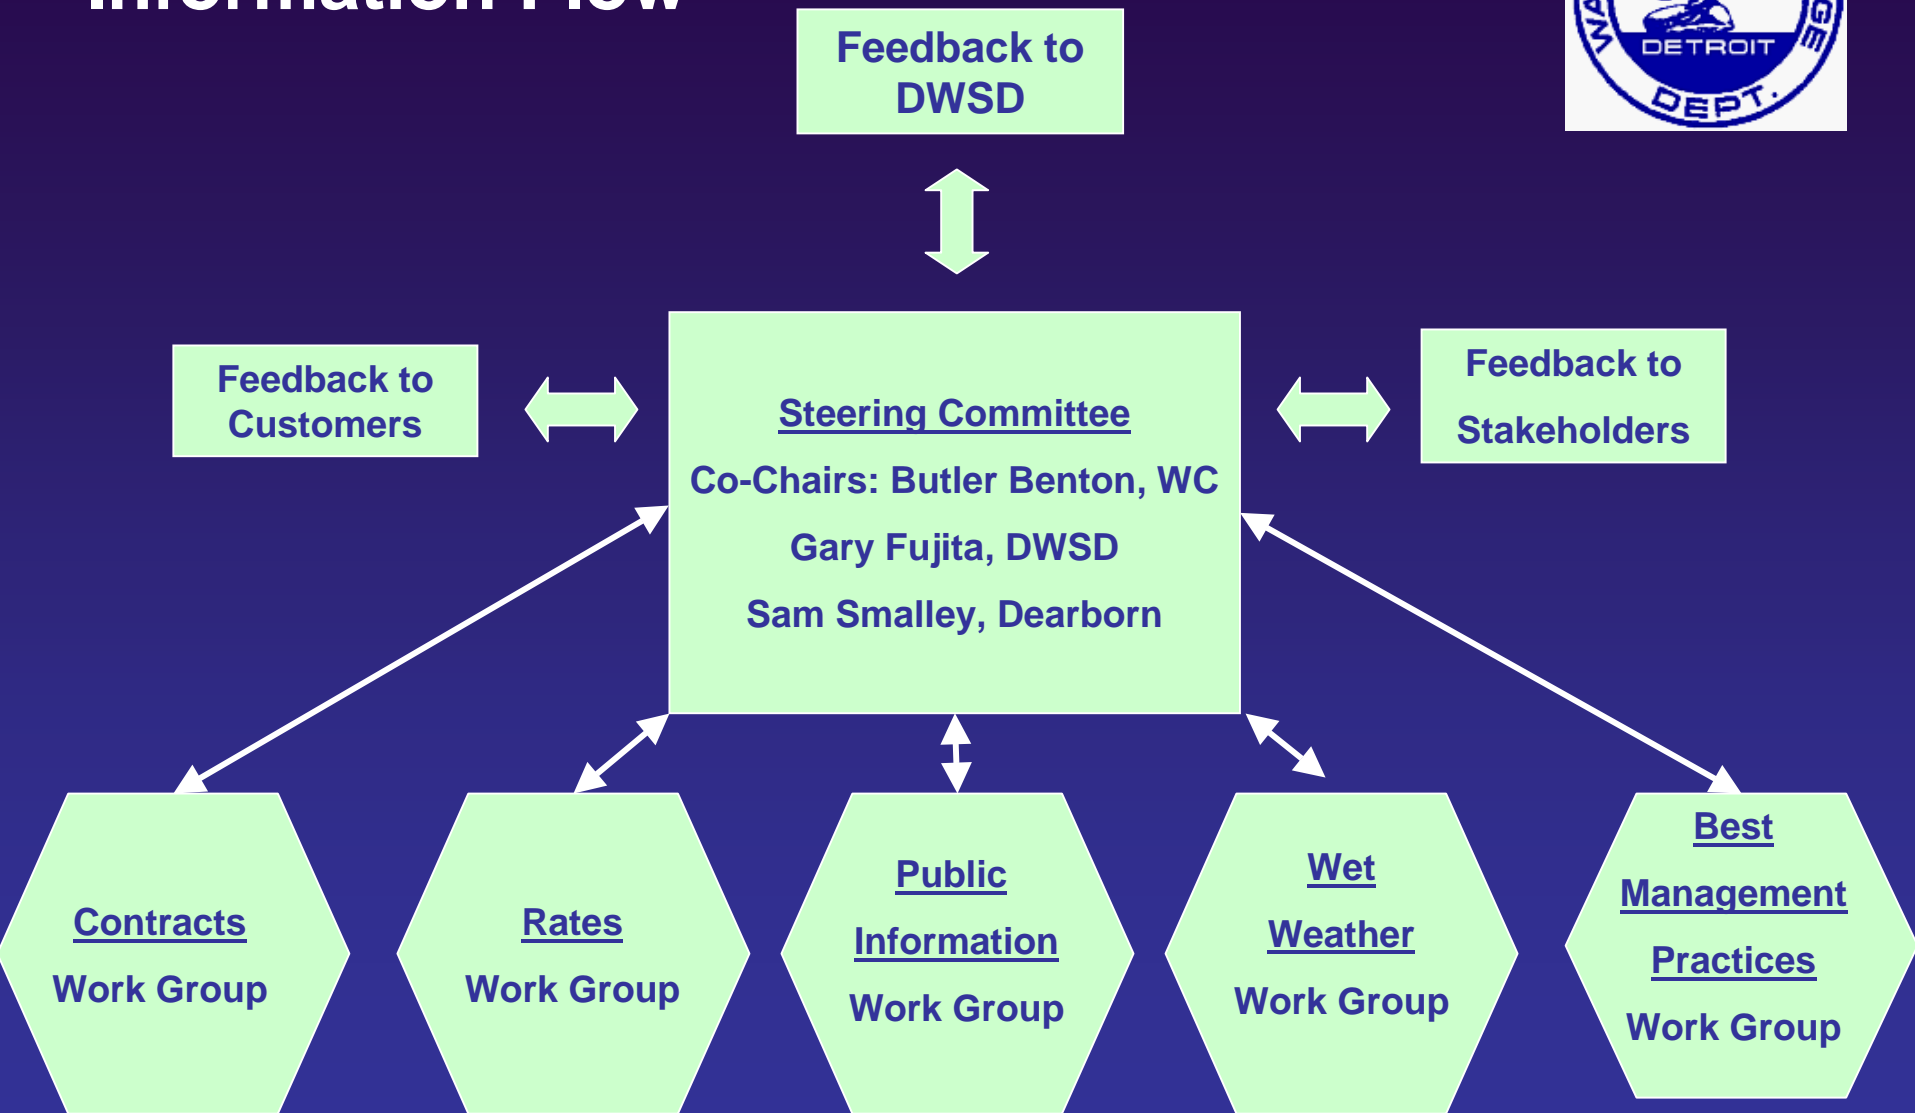 Information Flow
DETROIT
DEPT.
Feedback to
DWSD
Feedback to
Customers
Steering Committee
Co-Chairs: Butler Benton, WC
Gary Fujita, DWSD
Sam Smalley, Dearborn
Feedback to
Stakeholders
Contracts
Work Group
Rates
Work Group
Public
Information
Work Group
Wet
Weather
Work Group
Best
Management
Practices
Work Group